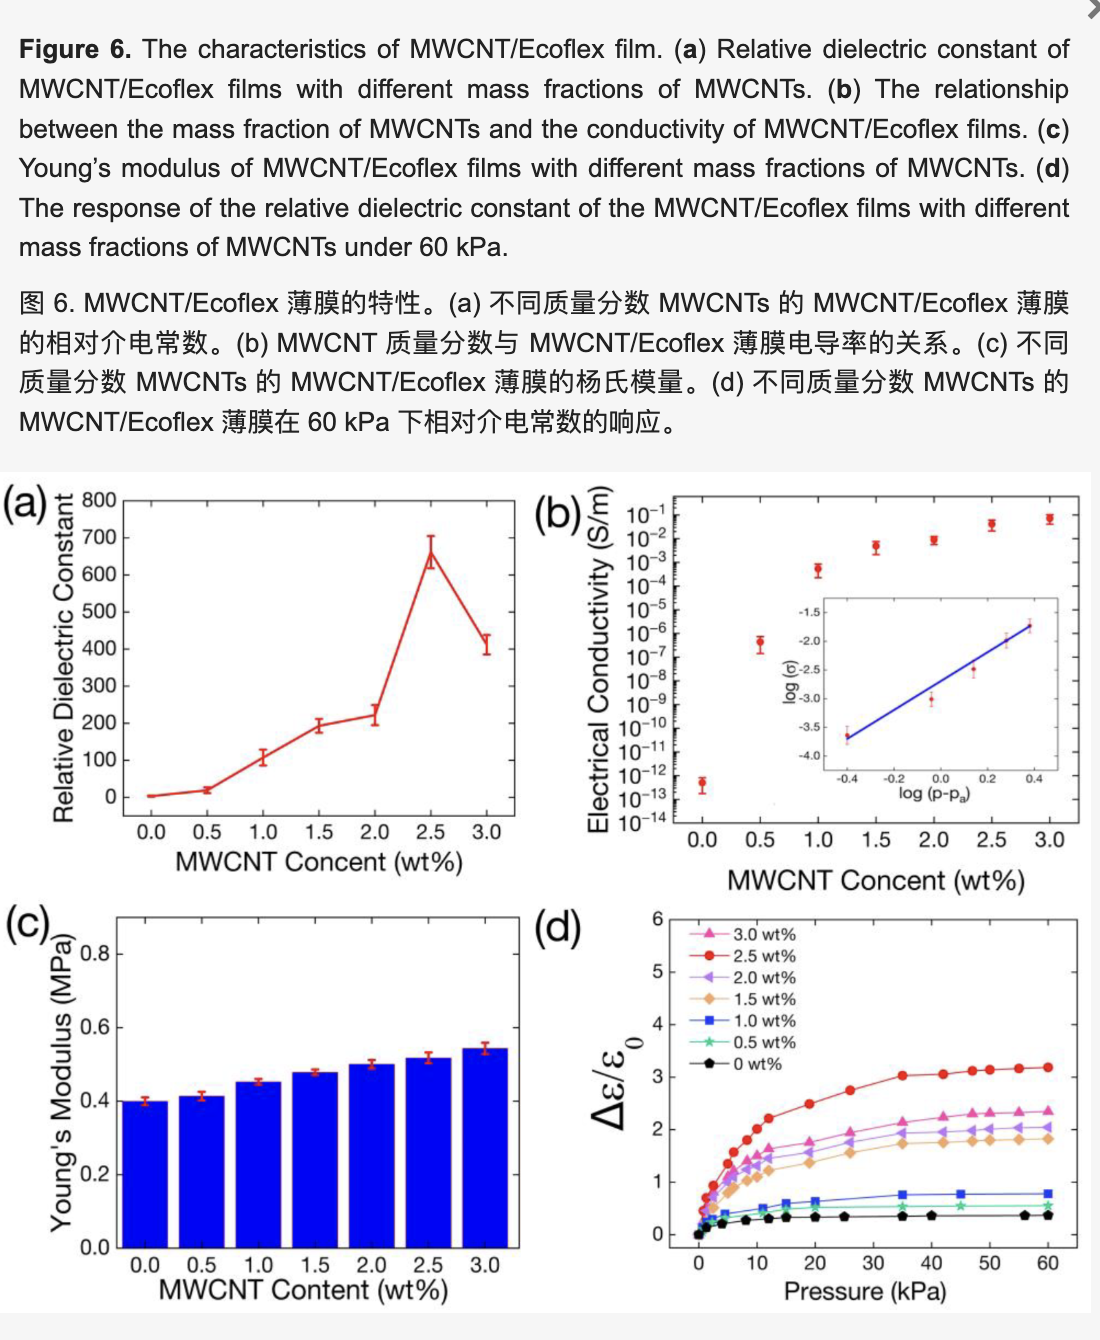 Figure 6. The characteristics of MWCNT/Ecoflex film. (a) Relative dielectric constant of
MWCNT/Ecoflex films with different mass fractions of MWCNTs. (b) The relationship
between the mass fraction of MWCNTs and the conductivity of MWCNT/Ecoflex films. (c)
Young's modulus of MWCNT/Ecoflex films with different mass fractions of MWCNTs. (d)
The response of the relative dielectric constant of the MWCNT/Ecoflex films with different
mass fractions of MWCNTs under 60 kPa.
图 6. MWCNT/Ecoflex 薄膜的特性。(a) 不同质量分数 MWCNTs 的 MWCNT/Ecoflex 薄膜
的相对介电常数。(b) MWCNT 质量分数与 MWCNT/Ecoflex 薄膜电导率的关系。(c) 不同
质量分数 MWCNTs 的 MWCNT/Ecoflex 薄膜的杨氏模量。(d) 不同质量分数 MWCNTs 的
MWCNT/Ecoflex 薄膜在 60 kPa 下相对介电常数的响应。
(a)
Relative Dielectric Constant
800
700
600
500
400
300
200
100
0
0.0 0.5 1.0 1.5 2.0 2.5 3.0
MWCNT Concent (wt%)
(b)
Electrical Conductivity (S/m)
10⁻¹
10⁻²
10⁻³
10⁻⁴
10⁻⁵
10⁻⁶
10⁻⁷
10⁻⁸
10⁻⁹
10⁻¹⁰
10⁻¹¹
10⁻¹²
10⁻¹³
10⁻¹⁴
log (σ)
-1.5
-2.0
-2.5
-3.0
-3.5
-4.0
-0.4 -0.2 0.0 0.2 0.4
log (p-pₐ)
0.0 0.5 1.0 1.5 2.0 2.5 3.0
MWCNT Concent (wt%)
(c)
Young's Modulus (MPa)
0.8
0.6
0.4
0.2
0.0
0.0 0.5 1.0 1.5 2.0 2.5 3.0
MWCNT Content (wt%)
(d)
Δε/ε₀
6
5
4
3
2
1
0
3.0 wt%
2.5 wt%
2.0 wt%
1.5 wt%
1.0 wt%
0.5 wt%
0 wt%
0 10 20 30 40 50 60
Pressure (kPa)